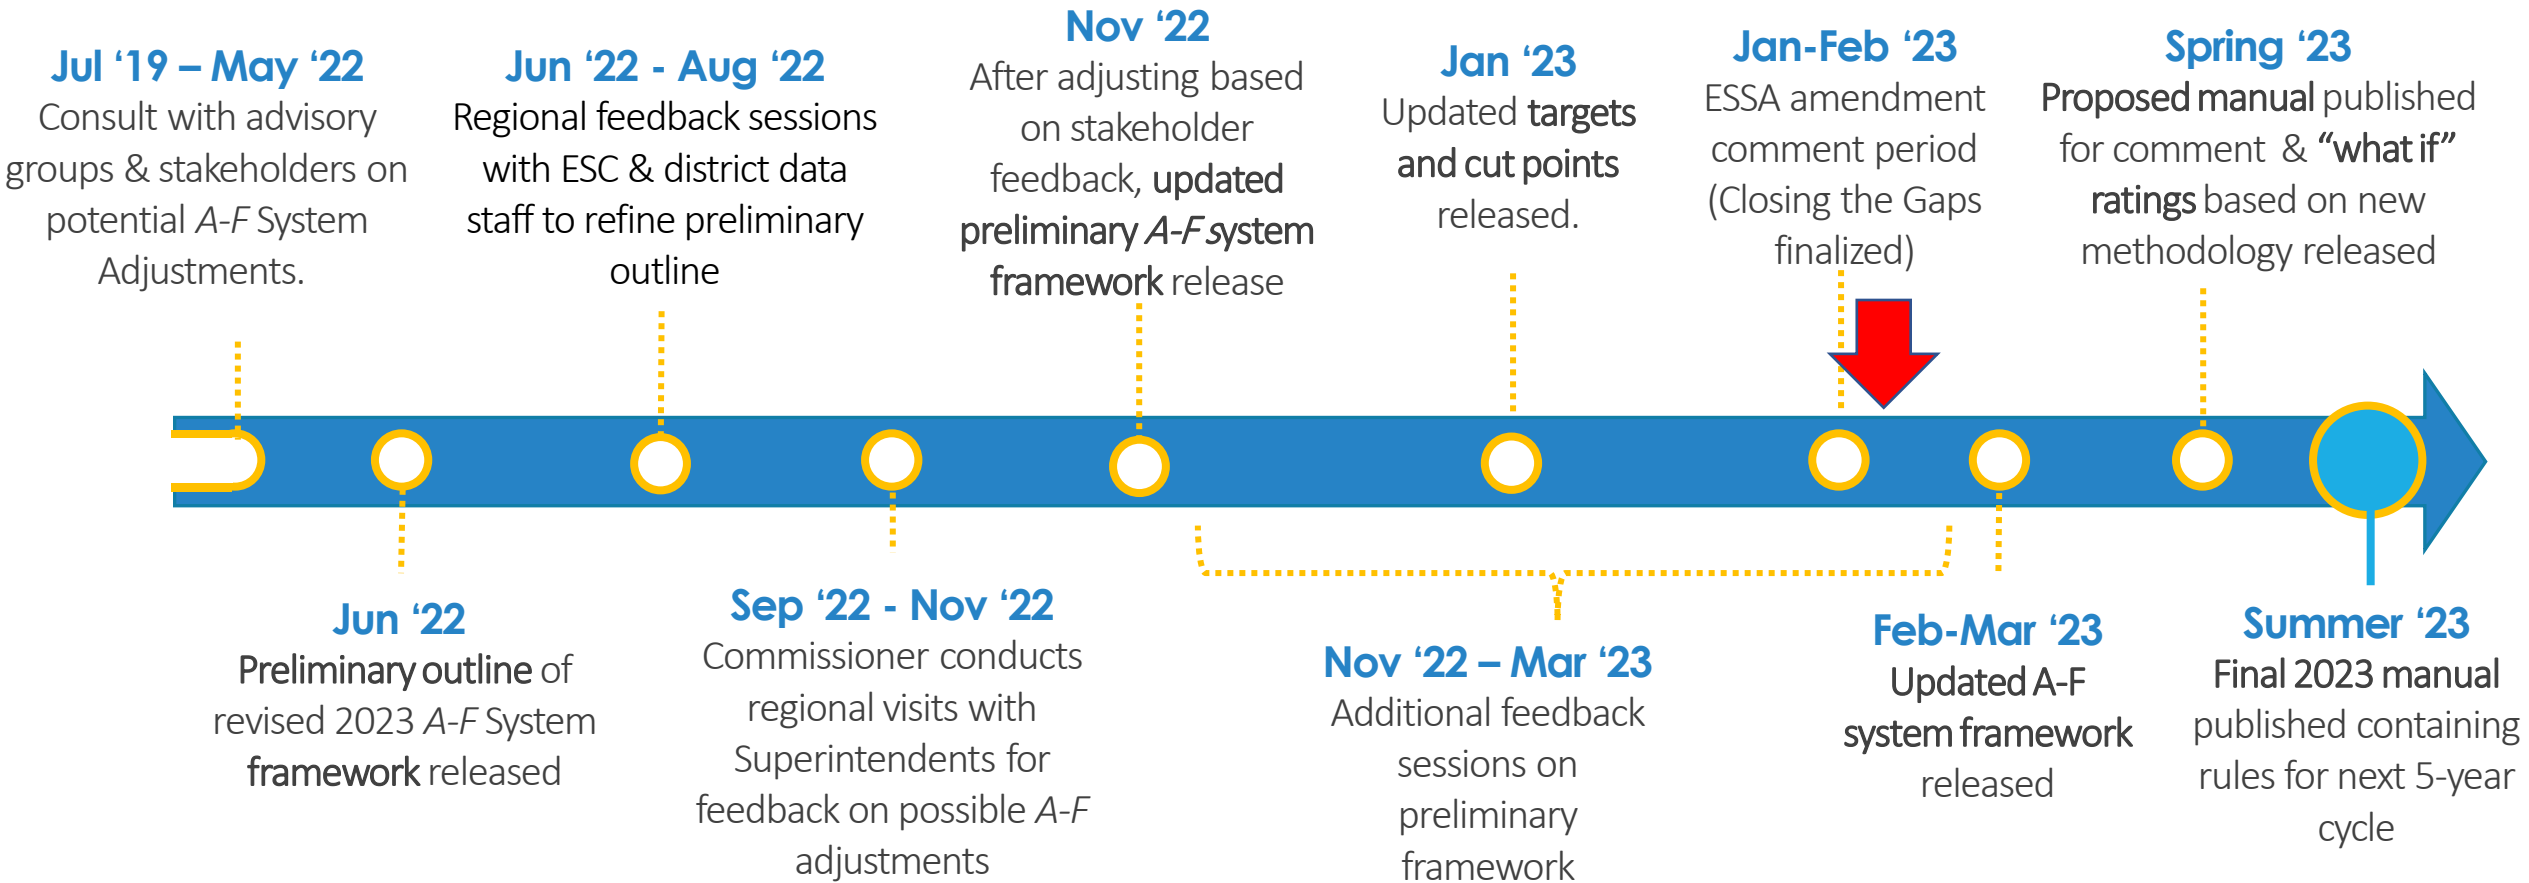 Jul ‘19 – May ‘22
Consult with advisory
groups & stakeholders on
potential A-F System
Adjustments.
Jun ‘22 - Aug ‘22
Regional feedback sessions
with ESC & district data
staff to refine preliminary
outline
Nov ‘22
After adjusting based
on stakeholder
feedback, updated
preliminary A-F system
framework release
Jan ‘23
Updated targets
and cut points
released.
Jan-Feb ‘23
ESSA amendment
comment period
(Closing the Gaps
finalized)
Spring ‘23
Proposed manual published
for comment & “what if”
ratings based on new
methodology released
Jun ‘22
Preliminary outline of
revised 2023 A-F System
framework released
Sep ‘22 - Nov ‘22
Commissioner conducts
regional visits with
Superintendents for
feedback on possible A-F
adjustments
Nov ‘22 – Mar ‘23
Additional feedback
sessions on
preliminary
framework
Feb-Mar ‘23
Updated A-F
system framework
released
Summer ‘23
Final 2023 manual
published containing
rules for next 5-year
cycle